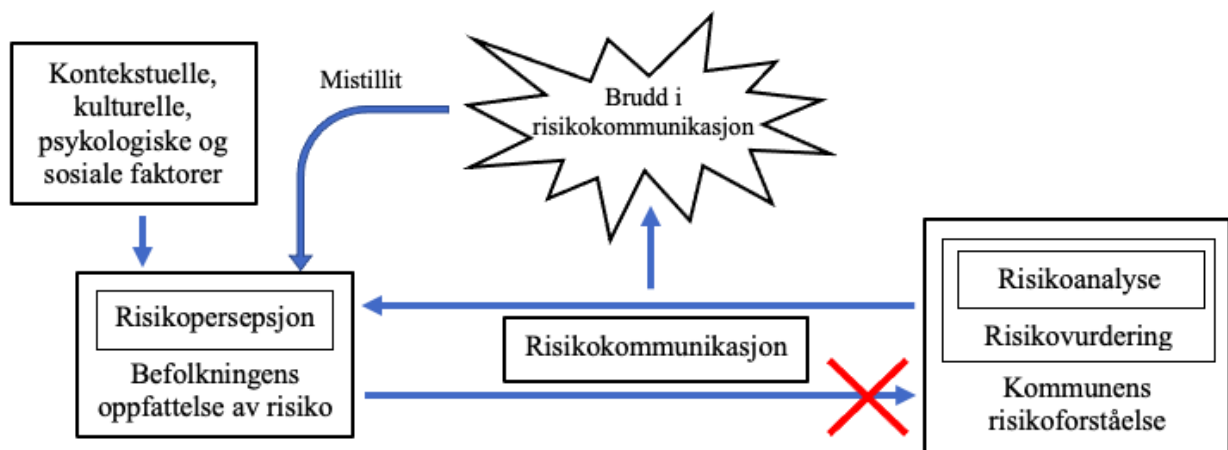 Kontekstuelle,
kulturelle,
psykologiske og
sosiale faktorer
Mistillit
Brudd i
risikokommunikasjon
Risikopersepsjon
Befolkningens
oppfattelse av risiko
Risikokommunikasjon
Risikoanalyse
Risikovurdering
Kommunens
risikoforståelse